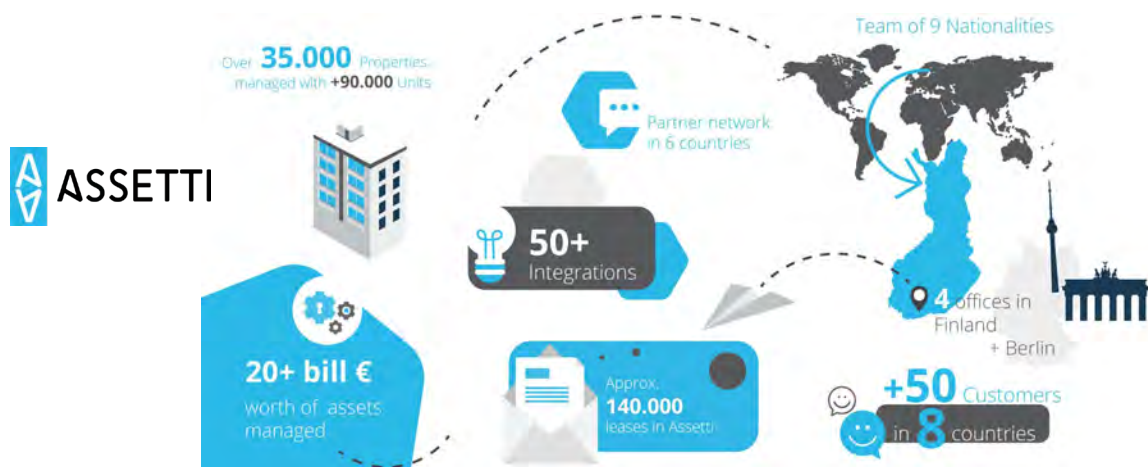 ASSETTI
Over 35.000 Properties
managed with +90.000 Units
Partner network
in 6 countries
Team of 9 Nationalities
50+
Integrations
20+ bill €
worth of assets
managed
Approx.
140.000
leases in Assetti
4 offices in
Finland
+ Berlin
+50 Customers
in 8 countries